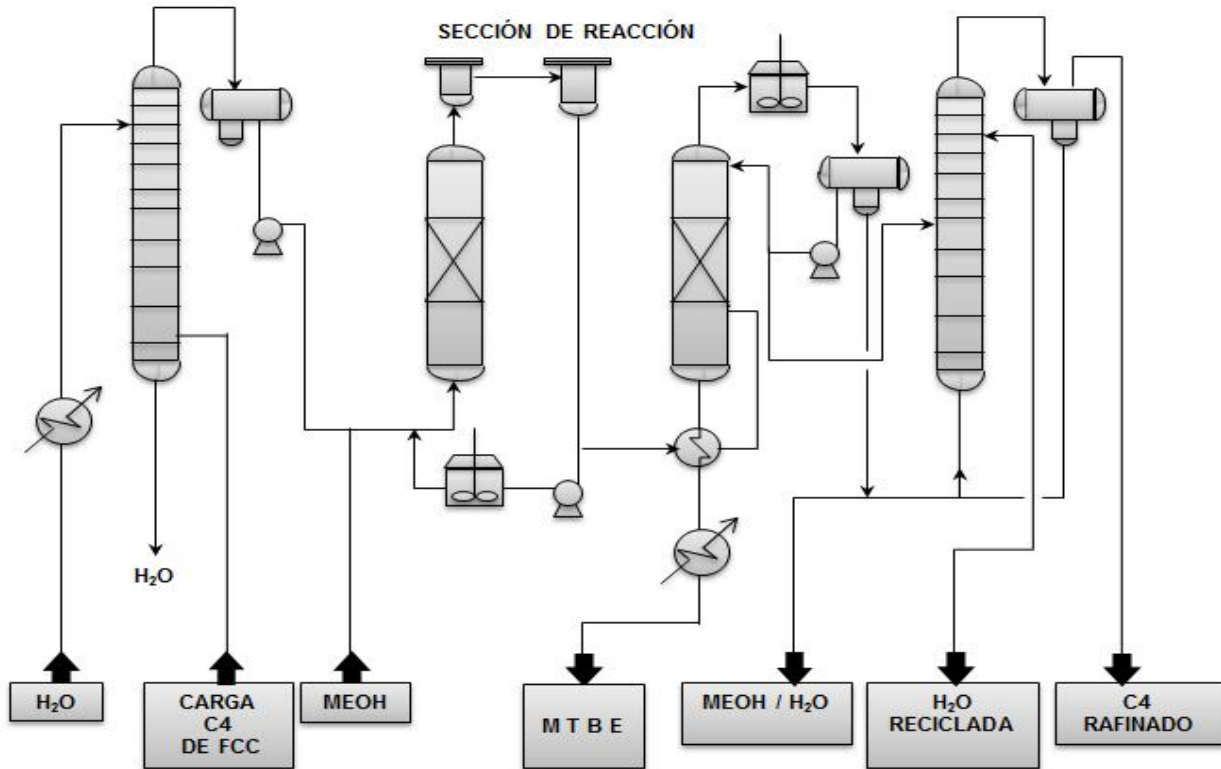 SECCIÓN DE REACCIÓN
H₂O
H₂O
CARGA
C4
DE FCC
MEOH
M T B E
MEOH / H₂O
H₂O
RECICLADA
C4
RAFINADO